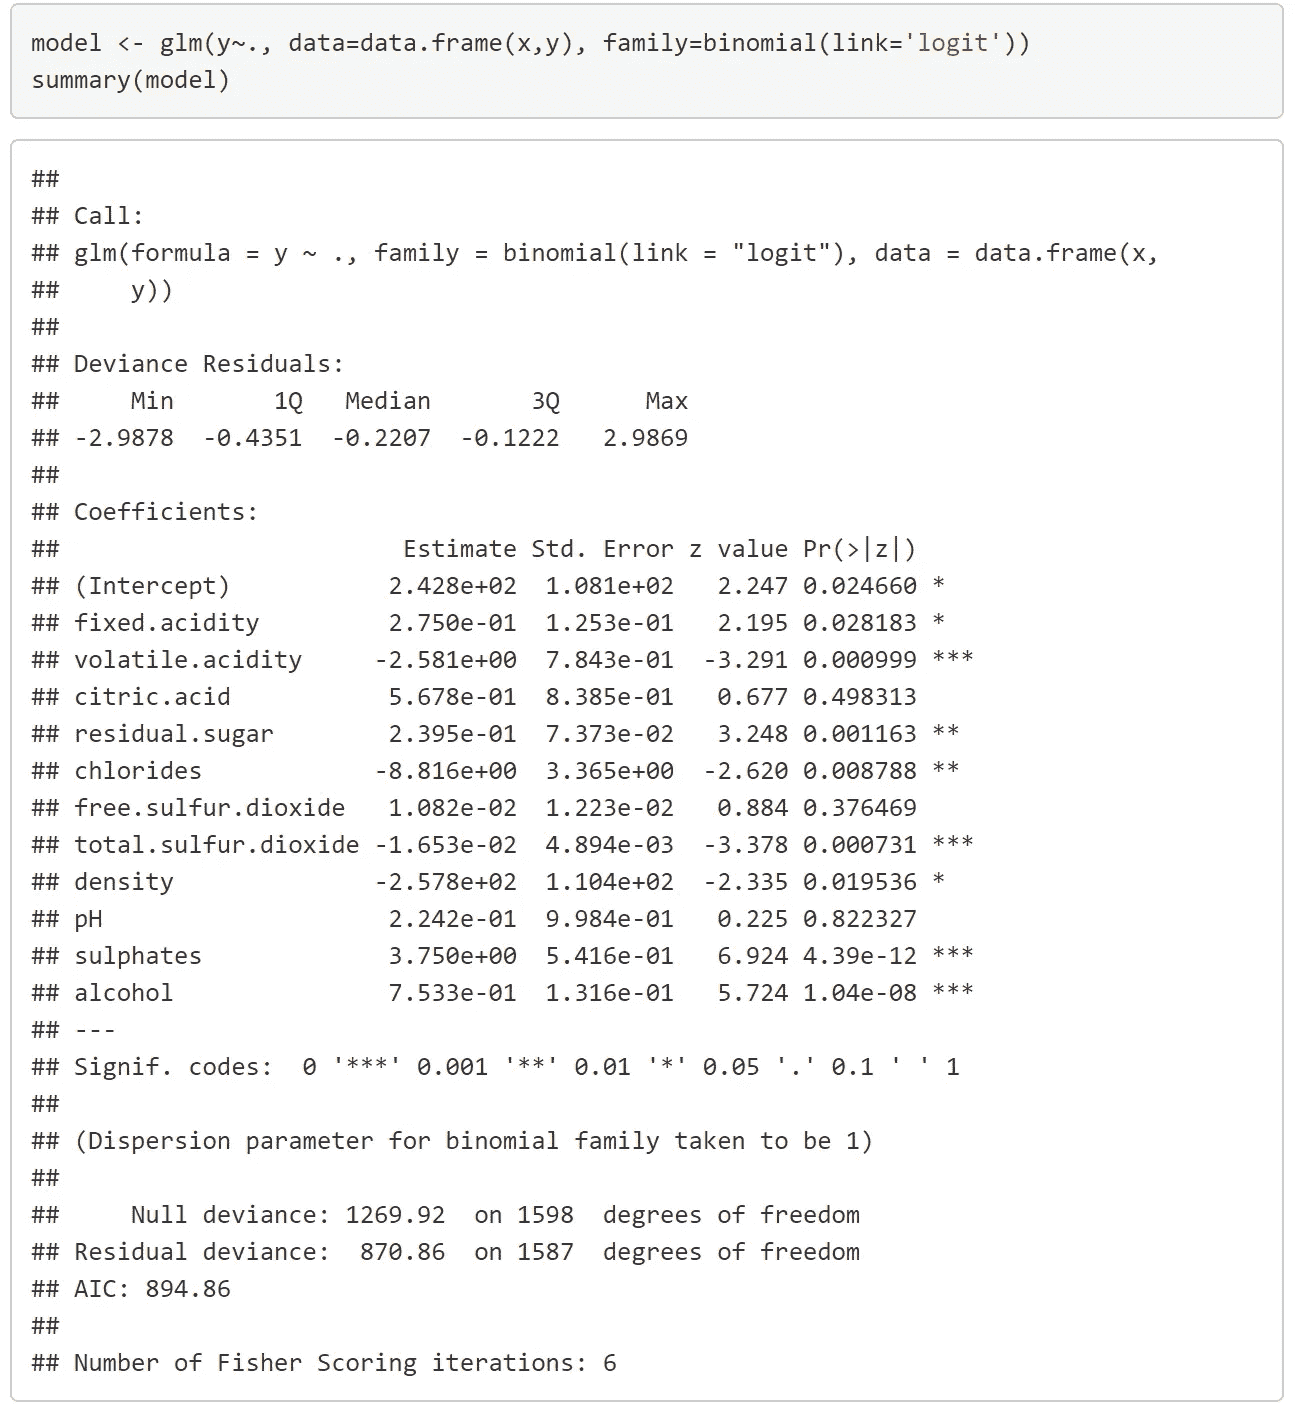 model <- glm(y~., data=data.frame(x,y), family=binomial(link='logit'))
summary(model)
##
## Call:
## glm(formula = y ~ ., family = binomial(link = "logit"), data = data.frame(x,
##     y))
##
## Deviance Residuals:
##     Min       1Q   Median       3Q      Max
## -2.9878  -0.4351  -0.2207  -0.1222   2.9869
##
## Coefficients:
##                        Estimate Std. Error z value Pr(>|z|)
## (Intercept)           2.428e+02  1.081e+02   2.247 0.024660 *
## fixed.acidity         2.750e-01  1.253e-01   2.195 0.028183 *
## volatile.acidity     -2.581e+00  7.843e-01  -3.291 0.000999 ***
## citric.acid           5.678e-01  8.385e-01   0.677 0.498313
## residual.sugar        2.395e-01  7.373e-02   3.248 0.001163 **
## chlorides            -8.816e+00  3.365e+00  -2.620 0.008788 **
## free.sulfur.dioxide   1.082e-02  1.223e-02   0.884 0.376469
## total.sulfur.dioxide -1.653e-02  4.894e-03  -3.378 0.000731 ***
## density              -2.578e+02  1.104e+02  -2.335 0.019536 *
## pH                    2.242e-01  9.984e-01   0.225 0.822327
## sulphates             3.750e+00  5.416e-01   6.924 4.39e-12 ***
## alcohol               7.533e-01  1.316e-01   5.724 1.04e-08 ***
## ---
## Signif. codes:  0 '***' 0.001 '**' 0.01 '*' 0.05 '.' 0.1 ' ' 1
##
## (Dispersion parameter for binomial family taken to be 1)
##
##     Null deviance: 1269.92  on 1598  degrees of freedom
## Residual deviance:  870.86  on 1587  degrees of freedom
## AIC: 894.86
##
## Number of Fisher Scoring iterations: 6